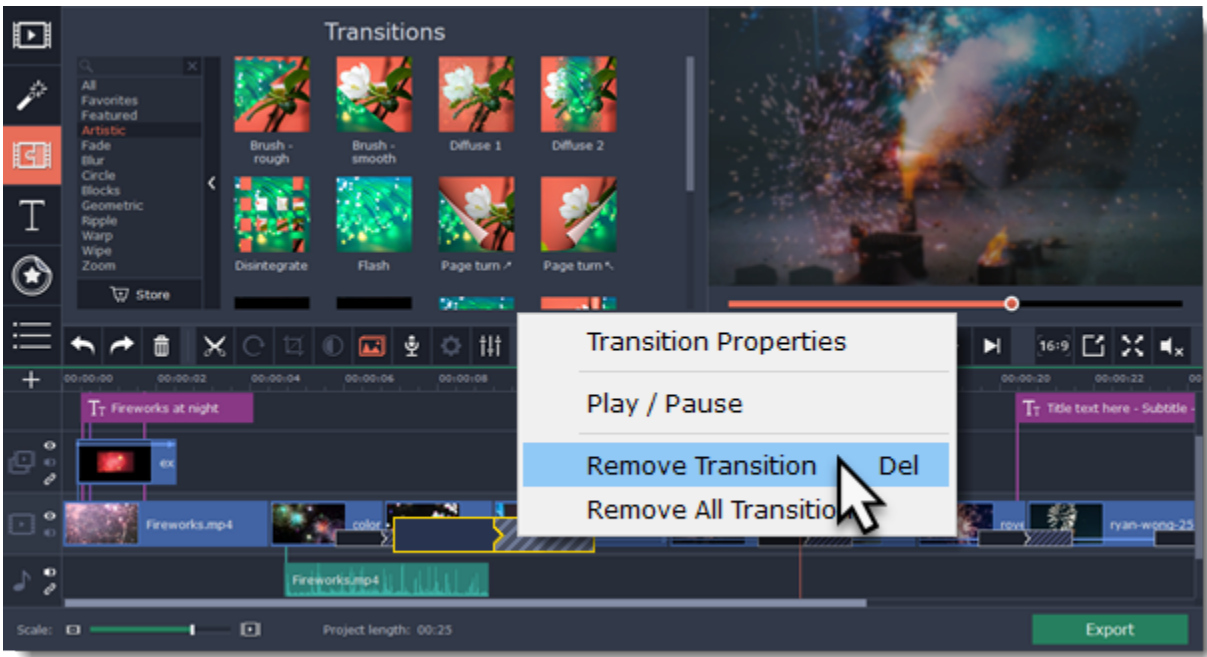 Transitions
All
Favorites
Featured
Artistic
Fade
Blur
Circle
Blocks
Geometric
Ripple
Warp
Wipe
Zoom
Store
Brush -
rough
Brush -
smooth
Diffuse 1
Diffuse 2
Disintegrate
Flash
Page turn ↗
Page turn ↖
16:9
Transition Properties
Play / Pause
Remove Transition Del
Remove All Transition
00:00:00 00:00:02 00:00:04 00:00:06 00:00:08 00:00:20 00:00:22 00
Fireworks at night
Title text here - Subtitle -
ex
Fireworks.mp4
color
rove
ryan-wong-25
Fireworks.mp4
Scale:
Project length: 00:25
Export